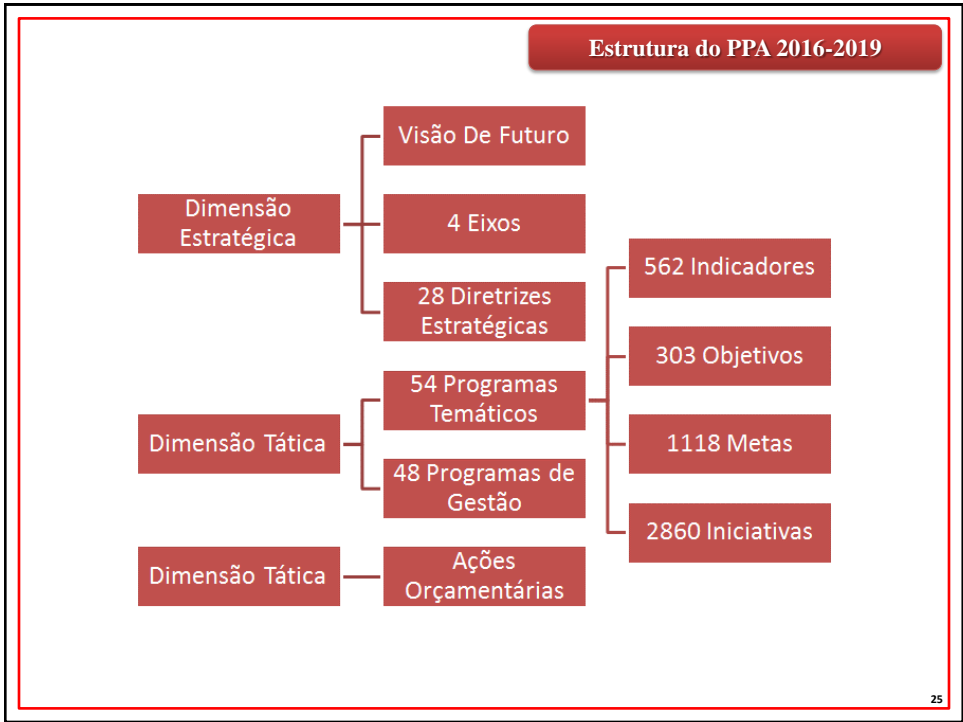 Estrutura do PPA 2016-2019
Dimensão
Estratégica
Visão De Futuro
4 Eixos
28 Diretrizes
Estratégicas
Dimensão Tática
54 Programas
Temáticos
562 Indicadores
303 Objetivos
1118 Metas
2860 Iniciativas
48 Programas de
Gestão
Dimensão Tática
Ações
Orçamentárias
25